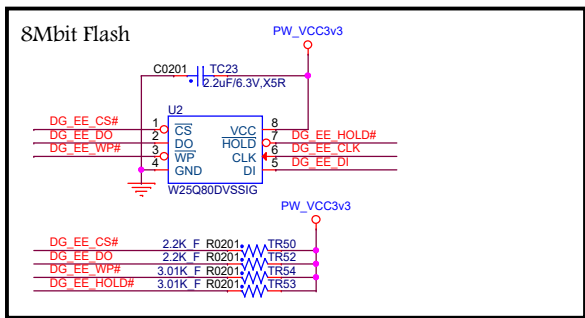 8Mbit Flash
PW_VCC3v3
C0201 TC23
2.2uF/6.3V,X5R
U2
DG_EE_CS# 1 CS VCC 8
DG_EE_DO 2 DO HOLD 7 DG_EE_HOLD#
DG_EE_WP# 3 WP CLK 6 DG_EE_CLK
4 GND DI 5 DG_EE_DI
W25Q80DVSSIG
PW_VCC3v3
DG_EE_CS# 2.2K_F R0201 TR50
DG_EE_DO 2.2K_F R0201 TR52
DG_EE_WP# 3.01K_F R0201 TR54
DG_EE_HOLD# 3.01K_F R0201 TR53